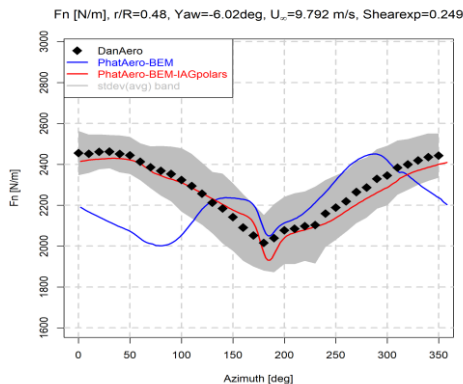 Fn [N/m], r/R=0.48, Yaw=-6.02deg, U∞=9.792 m/s, Shearexp=0.249
DanAero
PhatAero-BEM
PhatAero-BEM-IAGpolars
stdev(avg) band
Fn [N/m]
3000
2800
2600
2400
2200
2000
1800
1600
0 50 100 150 200 250 300 350
Azimuth [deg]